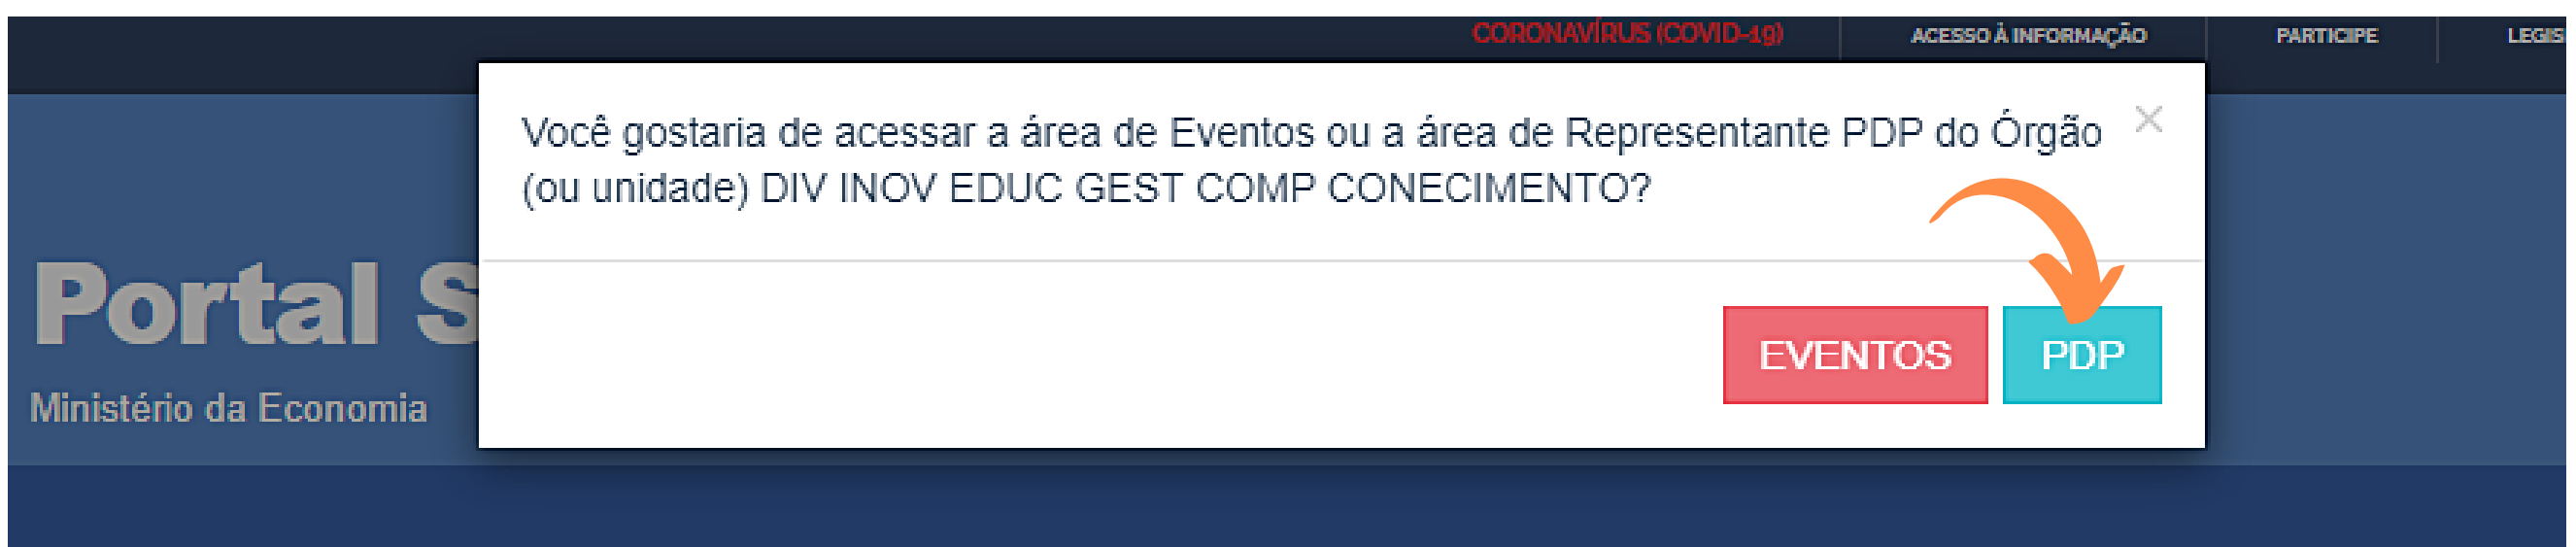 CORONAVÍRUS (COVID-19) ACESSO À INFORMAÇÃO PARTICIPE LEGIS
Você gostaria de acessar a área de Eventos ou a área de Representante PDP do Órgão ×
(ou unidade) DIV INOV EDUC GEST COMP CONECIMENTO?
Portal S
Ministério da Economia
EVENTOS PDP